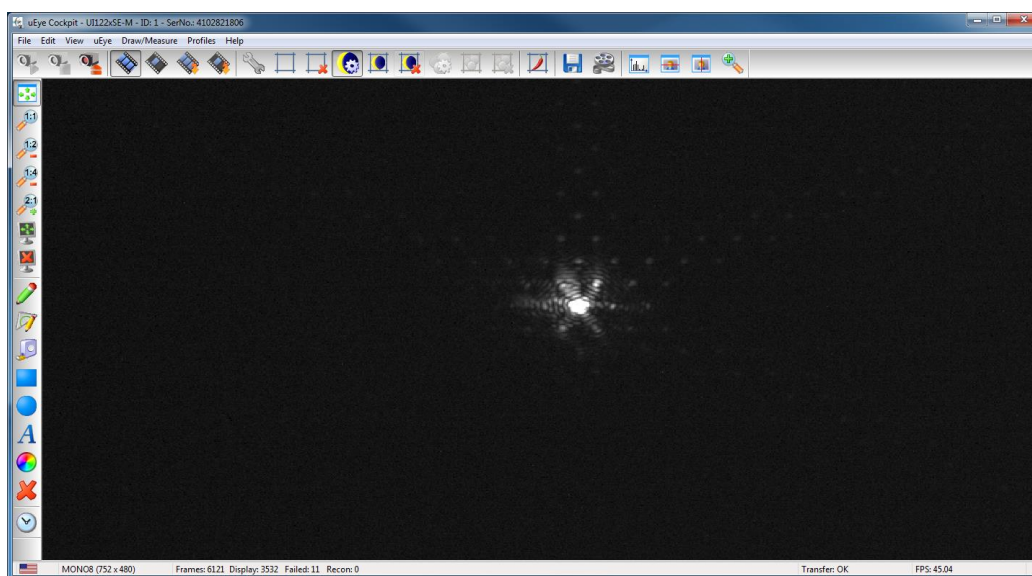 uEye Cockpit - UI122xSE-M - ID: 1 - SerNo.: 4102821806
File Edit View uEye Draw/Measure Profiles Help
1:1
1:2
1:4
2:1
A
MONO8 (752 x 480) Frames: 6121 Display: 3532 Failed: 11 Recon: 0 Transfer: OK FPS: 45.04